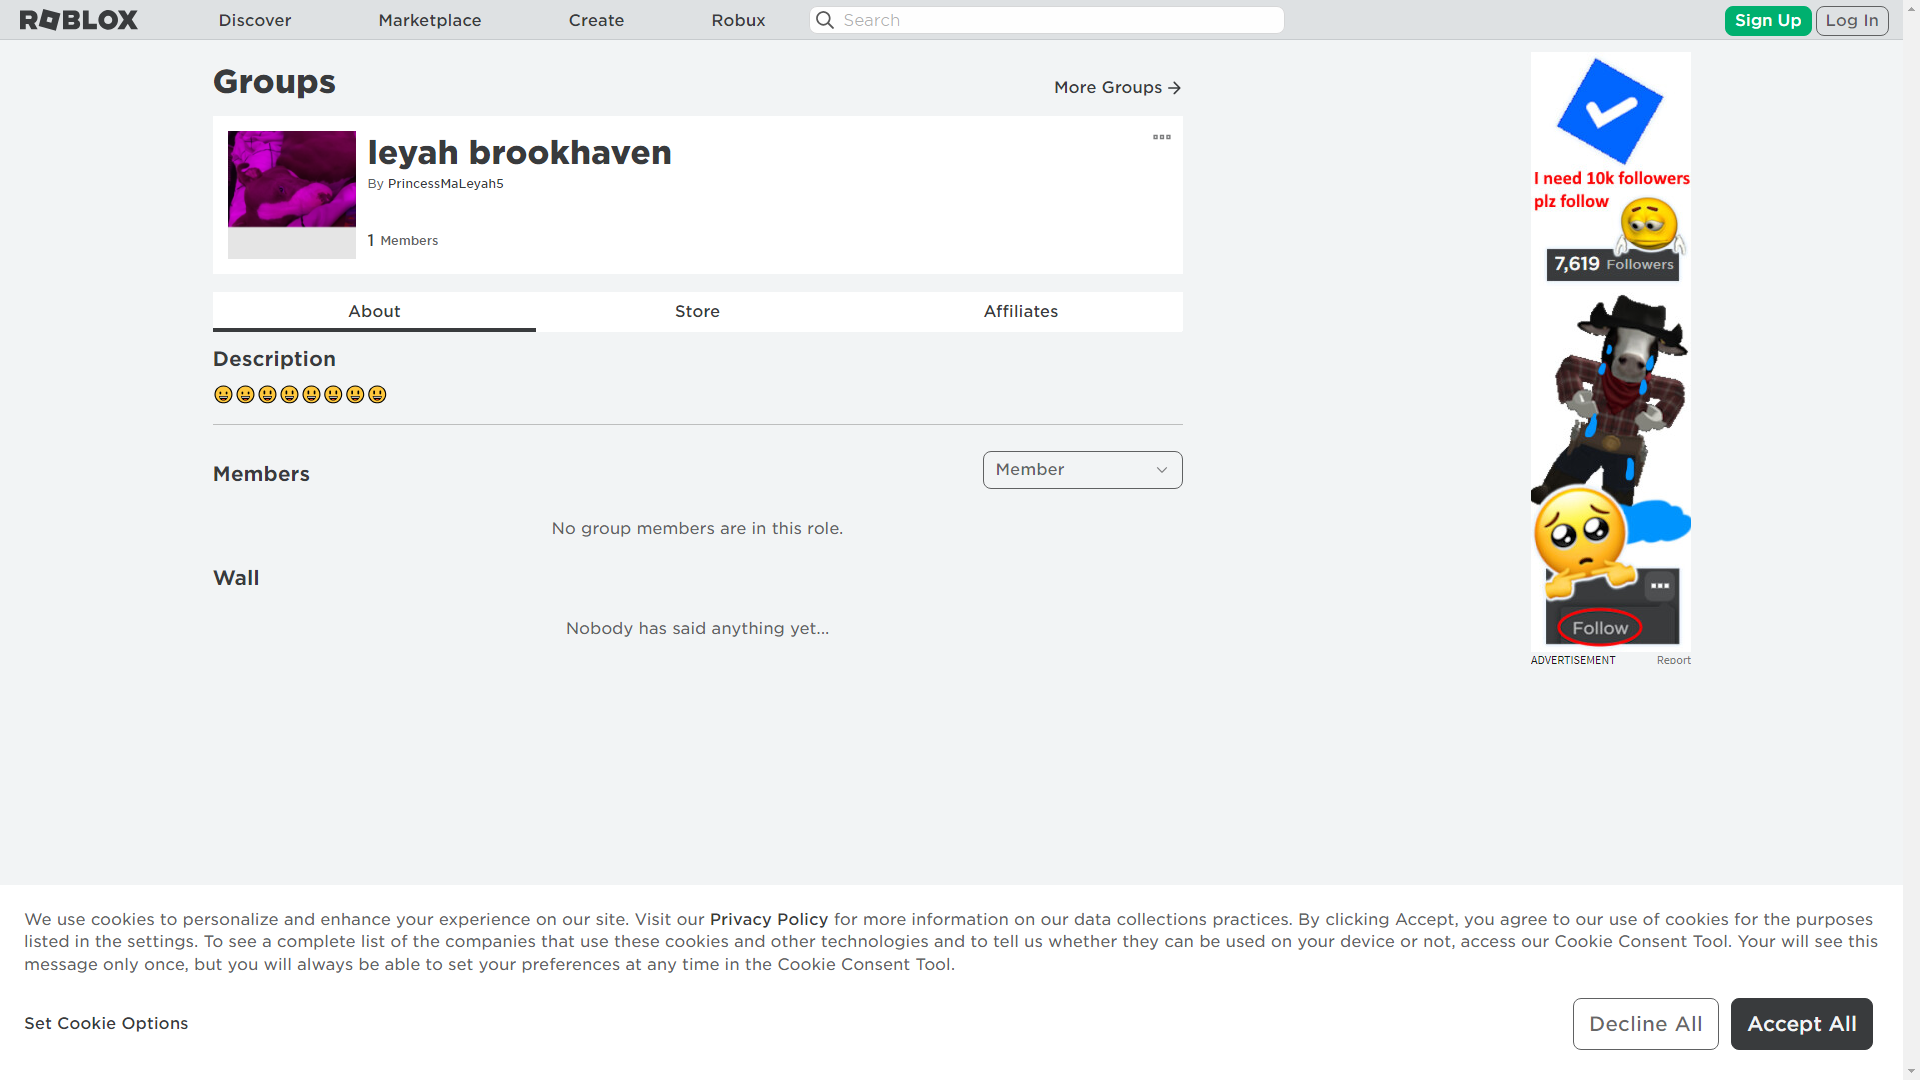 ROBLOX
Discover
Marketplace
Create
Robux
Search
Sign Up
Log In
Groups
More Groups
leyah brookhaven
By PrincessMaLeyah5
1 Members
About
Store
Affiliates
Description
😀😀😀😀😀😀😀😀
Members
Member
No group members are in this role.
Wall
Nobody has said anything yet...
I need 10k followers
plz follow
7,619 Followers
Follow
ADVERTISEMENT
Report
We use cookies to personalize and enhance your experience on our site. Visit our Privacy Policy for more information on our data collections practices. By clicking Accept, you agree to our use of cookies for the purposes
listed in the settings. To see a complete list of the companies that use these cookies and other technologies and to tell us whether they can be used on your device or not, access our Cookie Consent Tool. Your will see this
message only once, but you will always be able to set your preferences at any time in the Cookie Consent Tool.
Set Cookie Options
Decline All
Accept All